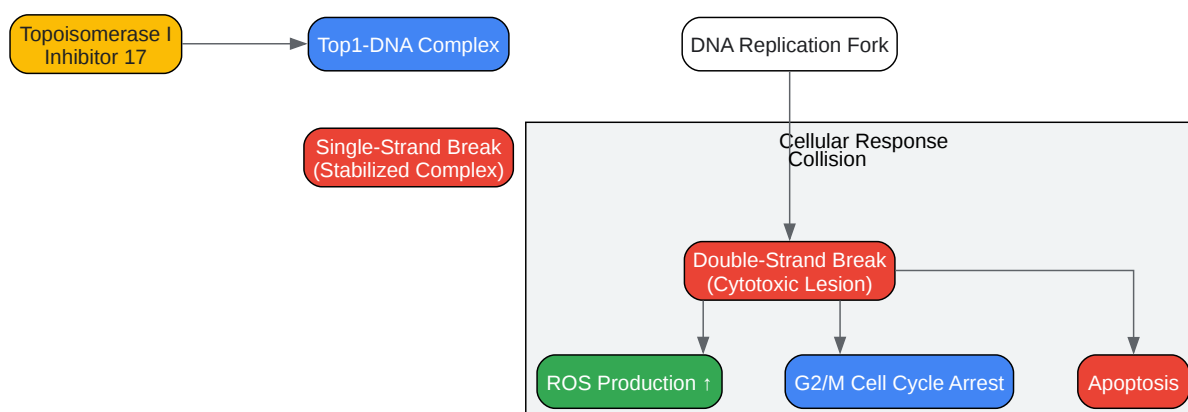 Topoisomerase I
Inhibitor 17
Top1-DNA Complex
DNA Replication Fork
Single-Strand Break
(Stabilized Complex)
Cellular Response
Collision
Double-Strand Break
(Cytotoxic Lesion)
ROS Production ↑
G2/M Cell Cycle Arrest
Apoptosis